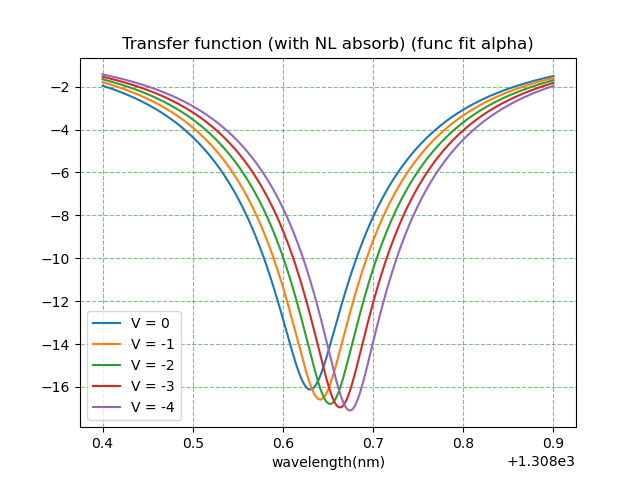 Transfer function (with NL absorb) (func fit alpha)
−2
−4
−6
−8
−10
−12
−14
−16
V = 0
V = -1
V = -2
V = -3
V = -4
0.4 0.5 0.6 0.7 0.8 0.9
wavelength(nm) +1.308e3